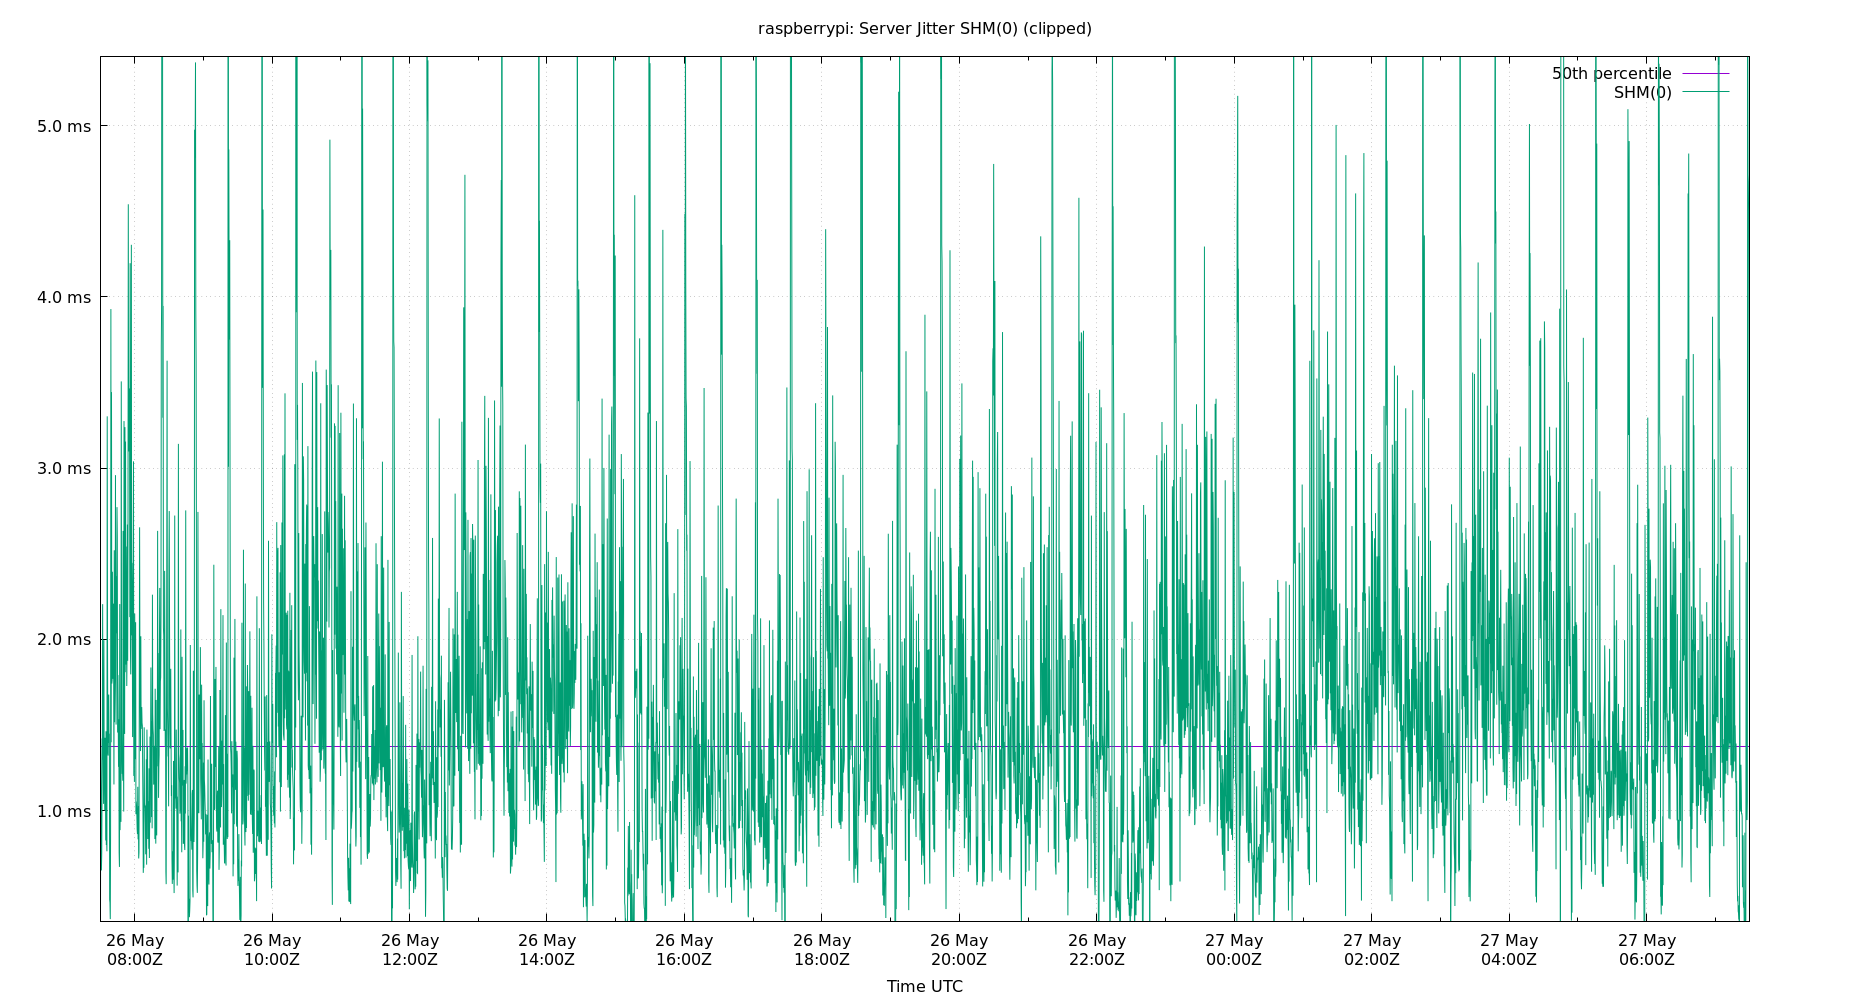 raspberrypi: Server Jitter SHM(0) (clipped)
50th percentile
SHM(0)
5.0 ms
4.0 ms
3.0 ms
2.0 ms
1.0 ms
26 May 26 May 26 May 26 May 26 May 26 May 26 May 26 May 27 May 27 May 27 May 27 May
08:00Z 10:00Z 12:00Z 14:00Z 16:00Z 18:00Z 20:00Z 22:00Z 00:00Z 02:00Z 04:00Z 06:00Z
Time UTC